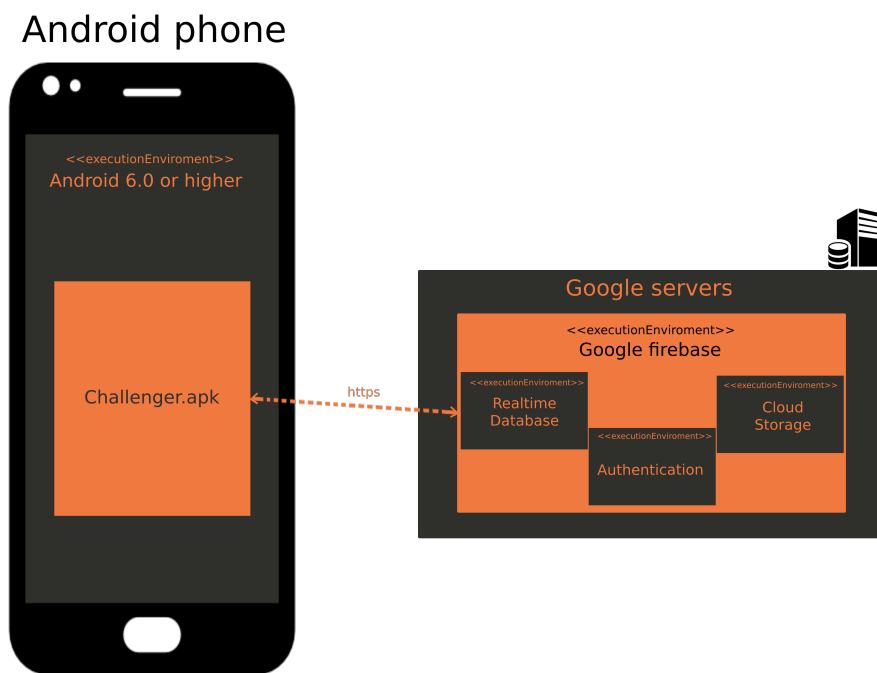 Android phone
<<executionEnviroment>>
Android 6.0 or higher
Challenger.apk
https
Google servers
<<executionEnviroment>>
Google firebase
<<executionEnviroment>>
Realtime
Database
<<executionEnviroment>>
Authentication
<<executionEnviroment>>
Cloud
Storage